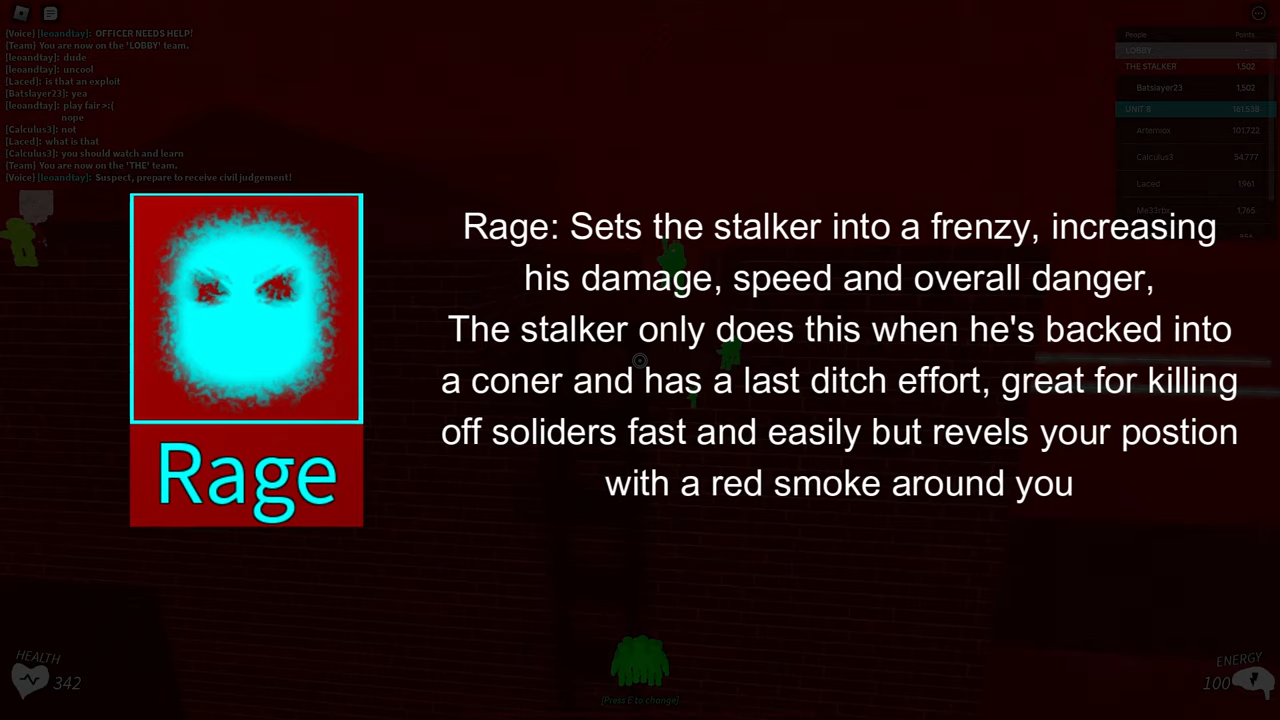 {Voice} [leoandtay]: OFFICER NEEDS HELP!
{Team} You are now on the 'LOBBY' team.
[leoandtay]: dude
[leoandtay]: uncool
[Laced]: is that an exploit
[Batslayer23]: yea
[leoandtay]: play fair >:(
nope
[Calculus3]: not
[Laced]: what is that
[Calculus3]: you should watch and learn
{Team} You are now on the 'THE' team.
{Voice} [leoandtay]: Suspect, prepare to receive civil judgement!
People Points
LOBBY
THE STALKER 1,502
Batslayer23 1,502
UNIT 8 161,538
Artemiox 101,722
Calculus3 54,777
Laced 1,961
1,765
Rage
Rage: Sets the stalker into a frenzy, increasing
his damage, speed and overall danger,
The stalker only does this when he's backed into
a coner and has a last ditch effort, great for killing
off soliders fast and easily but revels your postion
with a red smoke around you
HEALTH
342
[Press E to change]
ENERGY
100